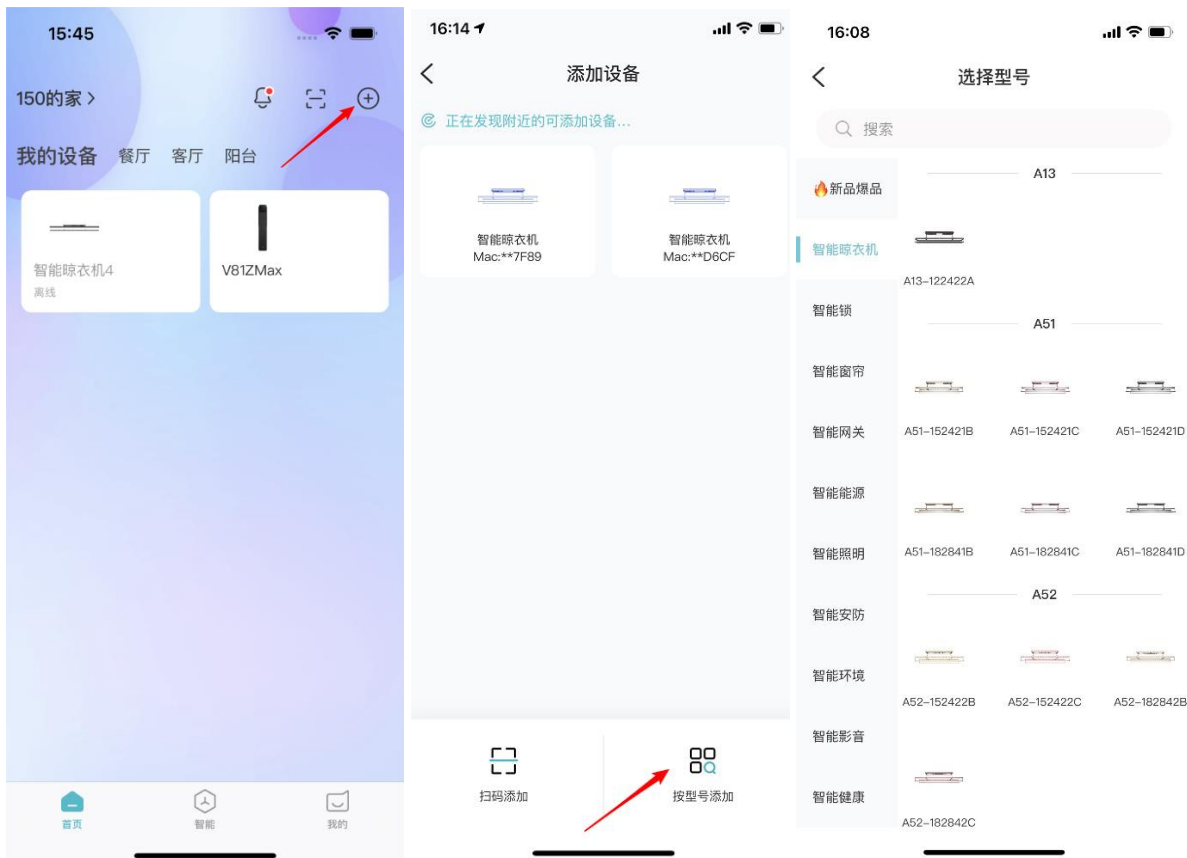 15:45
150的家
我的设备 餐厅 客厅 阳台
智能晾衣机4
离线
V81ZMax
首页
智能
我的
16:14
添加设备
正在发现附近的可添加设备...
智能晾衣机
Mac:**7F89
智能晾衣机
Mac:**D6CF
扫码添加
按型号添加
16:08
选择型号
搜索
新品爆品
智能晾衣机
智能锁
智能窗帘
智能网关
智能能源
智能照明
智能安防
智能环境
智能影音
智能健康
A13
A13-122422A
A51
A51-152421B A51-152421C A51-152421D
A51-182841B A51-182841C A51-182841D
A52
A52-152422B A52-152422C A52-182842B
A52-182842C